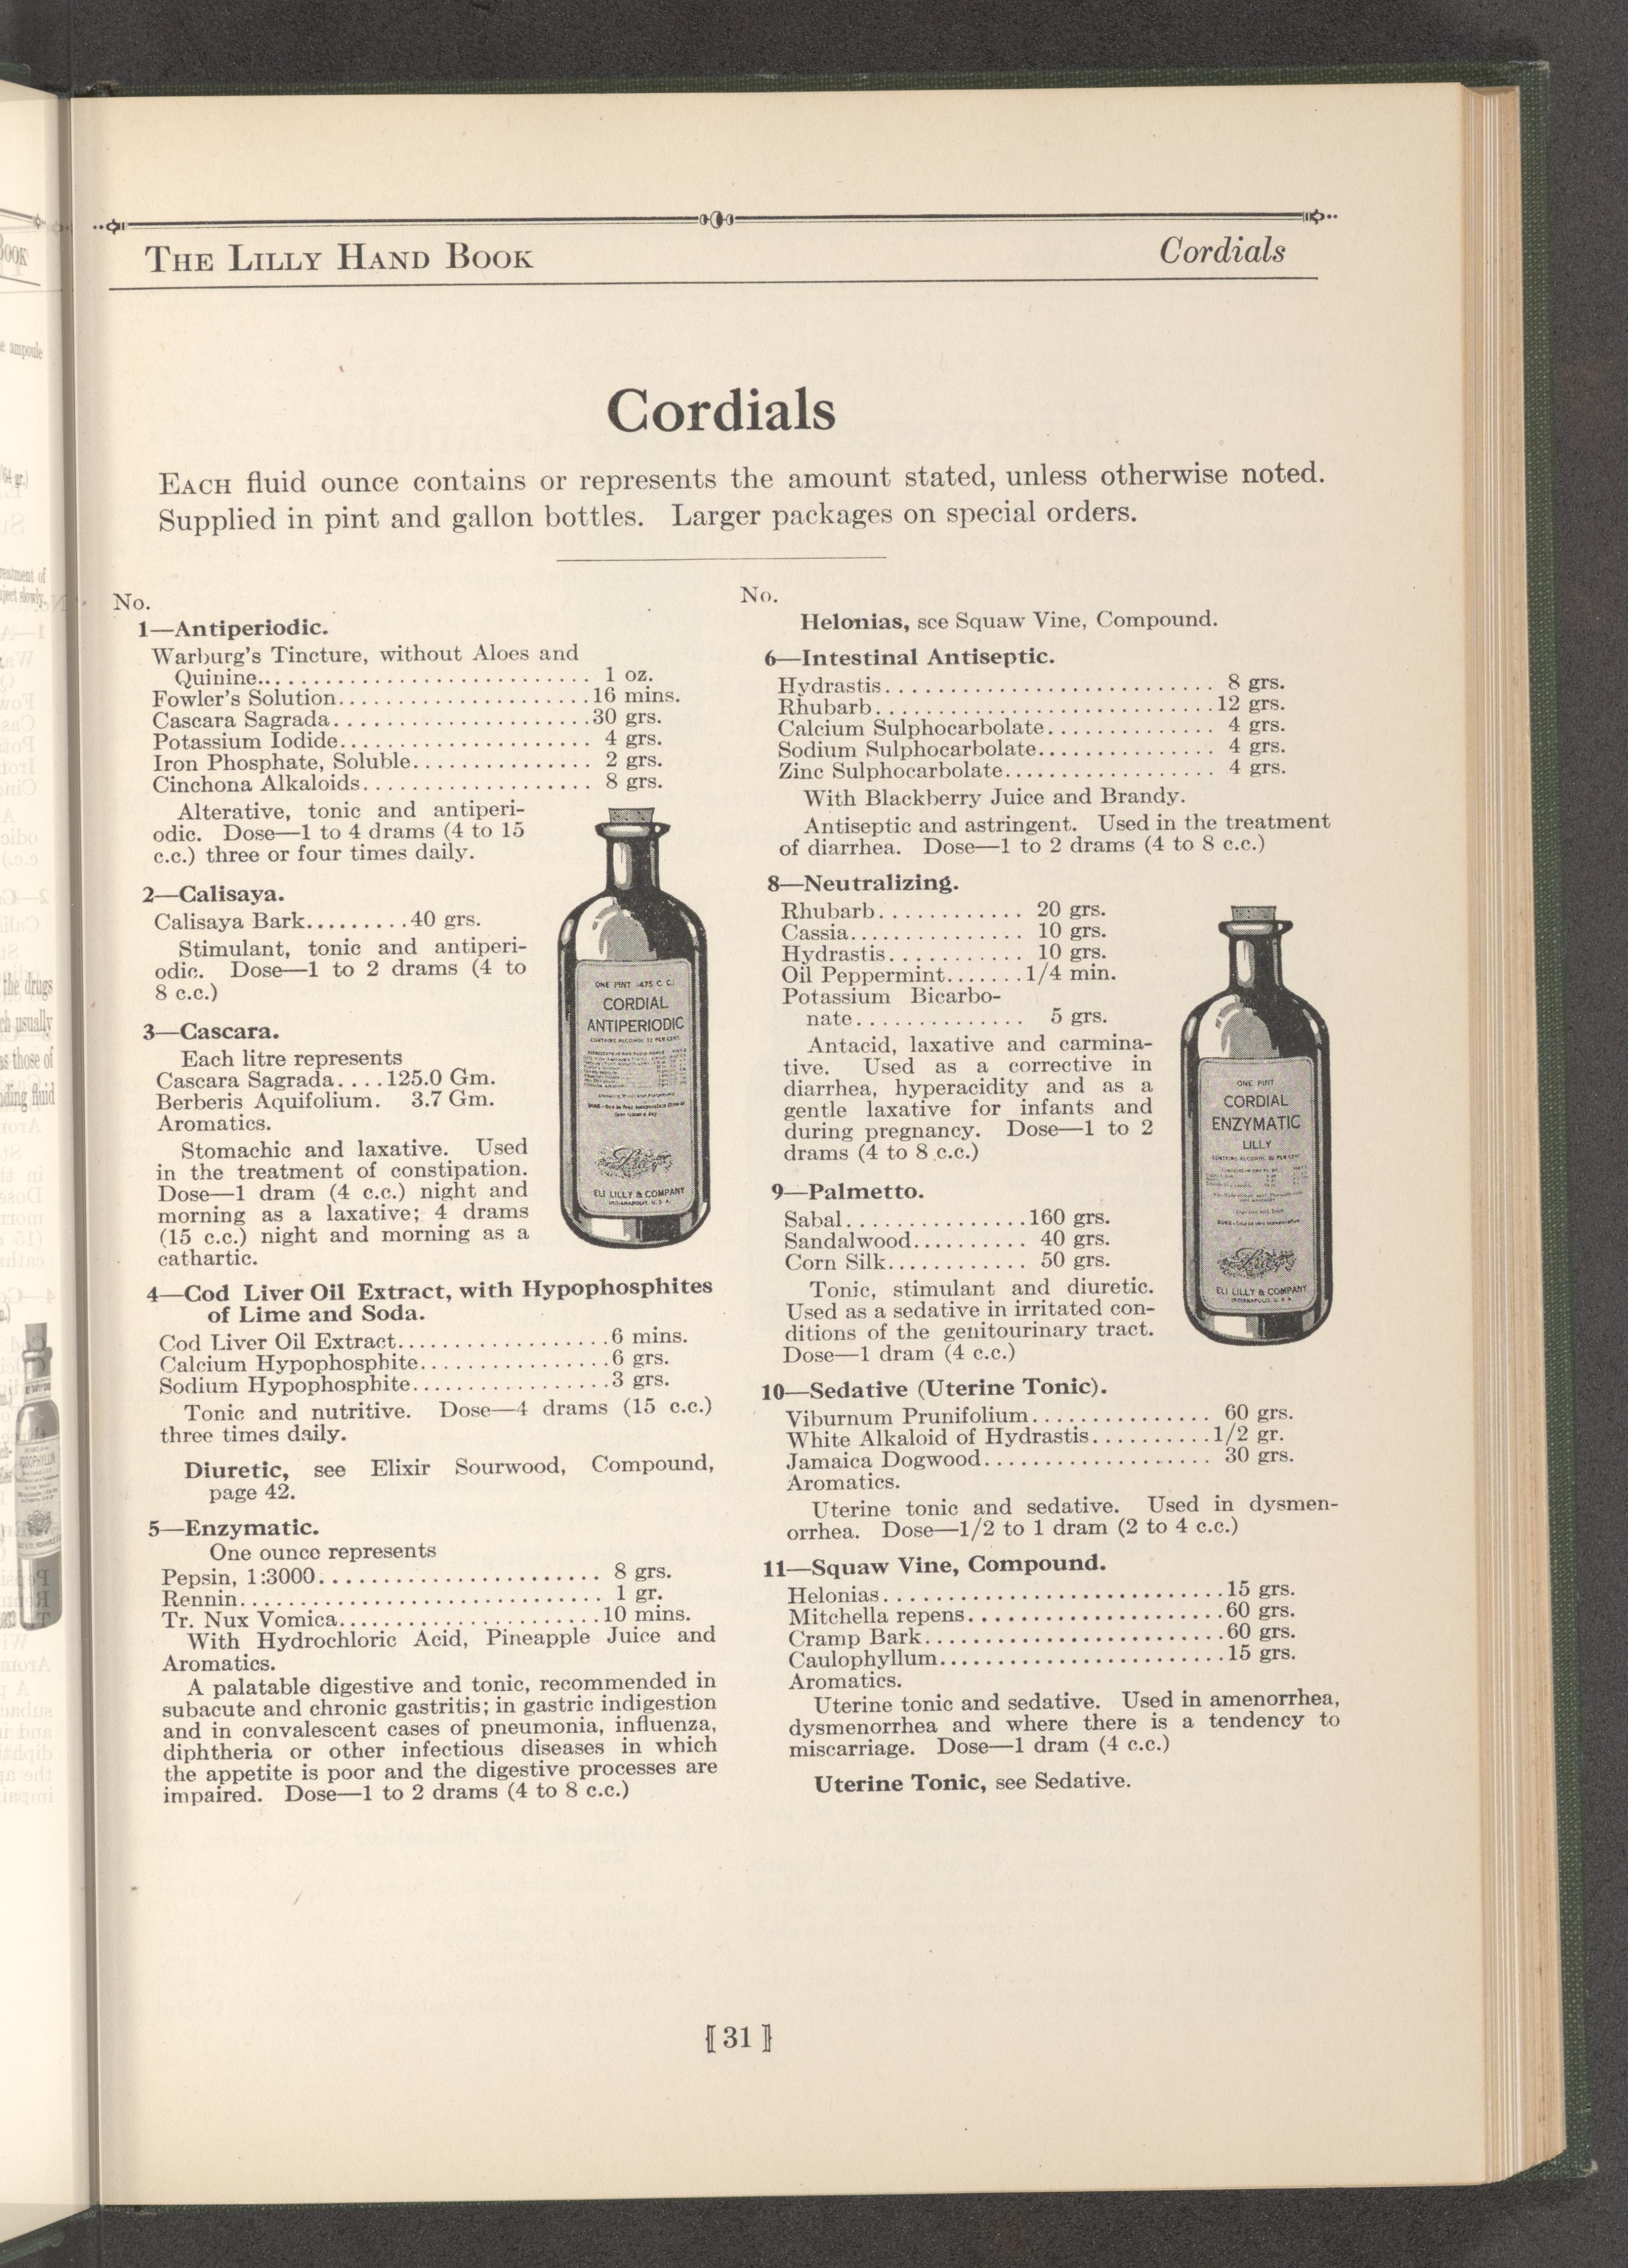 THE LILLY HAND BOOK
Cordials
Cordials
EACH fluid ounce contains or represents the amount stated, unless otherwise noted.
Supplied in pint and gallon bottles. Larger packages on special orders.
No.
1—Antiperiodic.
Warburg's Tincture, without Aloes and
Quinine............................ 1 oz.
Fowler's Solution...................16 mins.
Cascara Sagrada....................30 grs.
Potassium Iodide................... 4 grs.
Iron Phosphate, Soluble.............. 2 grs.
Cinchona Alkaloids.................. 8 grs.
Alterative, tonic and antiperi-
odic. Dose—1 to 4 drams (4 to 15
c.c.) three or four times daily.
2—Calisaya.
Calisaya Bark.........40 grs.
Stimulant, tonic and antiperi-
odic. Dose—1 to 2 drams (4 to
8 c.c.)
3—Cascara.
Each litre represents
Cascara Sagrada....125.0 Gm.
Berberis Aquifolium. 3.7 Gm.
Aromatics.
Stomachic and laxative. Used
in the treatment of constipation.
Dose—1 dram (4 c.c.) night and
morning as a laxative; 4 drams
(15 c.c.) night and morning as a
cathartic.
ONE PINT (475 C. C.)
CORDIAL
ANTIPERIODIC
CONTAINS ALCOHOL 12 PER CENT.
Lilly
ELI LILLY & COMPANY
INDIANAPOLIS, U. S. A.
4—Cod Liver Oil Extract, with Hypophosphites
of Lime and Soda.
Cod Liver Oil Extract.................6 mins.
Calcium Hypophosphite...............6 grs.
Sodium Hypophosphite................3 grs.
Tonic and nutritive. Dose—4 drams (15 c.c.)
three times daily.
Diuretic, see Elixir Sourwood, Compound,
page 42.
5—Enzymatic.
One ounce represents
Pepsin, 1:3000....................... 8 grs.
Rennin............................. 1 gr.
Tr. Nux Vomica.....................10 mins.
With Hydrochloric Acid, Pineapple Juice and
Aromatics.
A palatable digestive and tonic, recommended in
subacute and chronic gastritis; in gastric indigestion
and in convalescent cases of pneumonia, influenza,
diphtheria or other infectious diseases in which
the appetite is poor and the digestive processes are
impaired. Dose—1 to 2 drams (4 to 8 c.c.)
No.
Helonias, see Squaw Vine, Compound.
6—Intestinal Antiseptic.
Hydrastis.......................... 8 grs.
Rhubarb...........................12 grs.
Calcium Sulphocarbolate............. 4 grs.
Sodium Sulphocarbolate.............. 4 grs.
Zinc Sulphocarbolate................. 4 grs.
With Blackberry Juice and Brandy.
Antiseptic and astringent. Used in the treatment
of diarrhea. Dose—1 to 2 drams (4 to 8 c.c.)
8—Neutralizing.
Rhubarb............ 20 grs.
Cassia.............. 10 grs.
Hydrastis........... 10 grs.
Oil Peppermint.......1/4 min.
Potassium Bicarbo-
nate............. 5 grs.
Antacid, laxative and carmina-
tive. Used as a corrective in
diarrhea, hyperacidity and as a
gentle laxative for infants and
during pregnancy. Dose—1 to 2
drams (4 to 8 c.c.)
9—Palmetto.
Sabal...............160 grs.
Sandalwood.......... 40 grs.
Corn Silk............ 50 grs.
Tonic, stimulant and diuretic.
Used as a sedative in irritated con-
ditions of the genitourinary tract.
Dose—1 dram (4 c.c.)
ONE PINT
CORDIAL
ENZYMATIC
LILLY
Lilly
ELI LILLY & COMPANY
INDIANAPOLIS, U. S. A.
10—Sedative (Uterine Tonic).
Viburnum Prunifolium............... 60 grs.
White Alkaloid of Hydrastis..........1/2 gr.
Jamaica Dogwood................... 30 grs.
Aromatics.
Uterine tonic and sedative. Used in dysmen-
orrhea. Dose—1/2 to 1 dram (2 to 4 c.c.)
11—Squaw Vine, Compound.
Helonias...........................15 grs.
Mitchella repens....................60 grs.
Cramp Bark........................60 grs.
Caulophyllum.......................15 grs.
Aromatics.
Uterine tonic and sedative. Used in amenorrhea,
dysmenorrhea and where there is a tendency to
miscarriage. Dose—1 dram (4 c.c.)
Uterine Tonic, see Sedative.
[31]